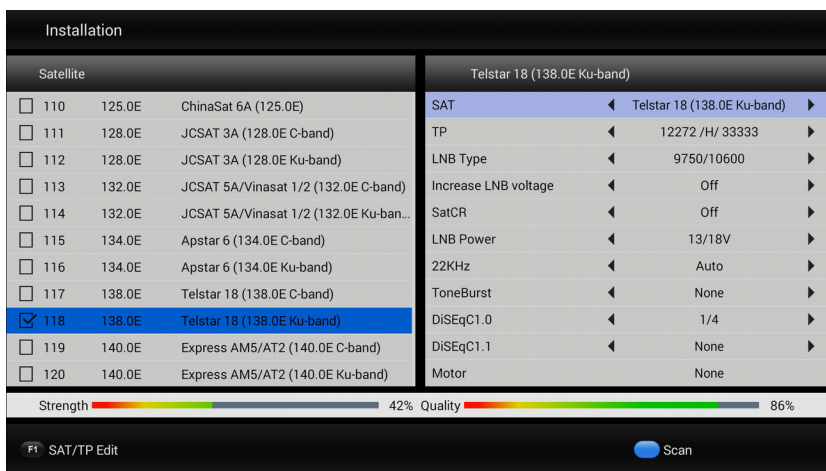 Installation
Satellite
110 125.0E ChinaSat 6A (125.0E)
111 128.0E JCSAT 3A (128.0E C-band)
112 128.0E JCSAT 3A (128.0E Ku-band)
113 132.0E JCSAT 5A/Vinasat 1/2 (132.0E C-band)
114 132.0E JCSAT 5A/Vinasat 1/2 (132.0E Ku-ban...
115 134.0E Apstar 6 (134.0E C-band)
116 134.0E Apstar 6 (134.0E Ku-band)
117 138.0E Telstar 18 (138.0E C-band)
118 138.0E Telstar 18 (138.0E Ku-band)
119 140.0E Express AM5/AT2 (140.0E C-band)
120 140.0E Express AM5/AT2 (140.0E Ku-band)
Telstar 18 (138.0E Ku-band)
SAT Telstar 18 (138.0E Ku-band)
TP 12272 /H/ 33333
LNB Type 9750/10600
Increase LNB voltage Off
SatCR Off
LNB Power 13/18V
22KHz Auto
ToneBurst None
DiSEqC1.0 1/4
DiSEqC1.1 None
Motor None
Strength 42% Quality 86%
F1 SAT/TP Edit Scan